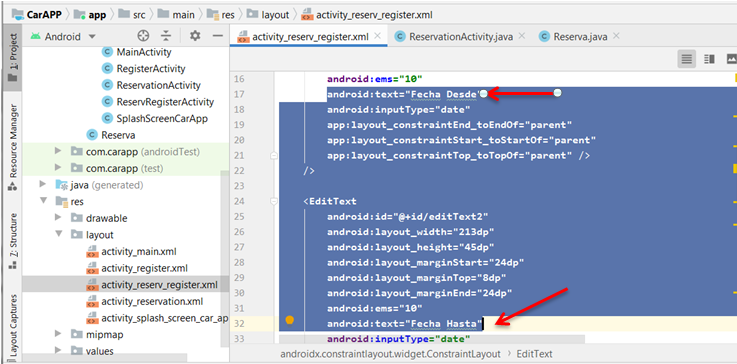 CarAPP app src main res layout activity_reserv_register.xml
1: Project
Resource Manager
7: Structure
Layout Captures
Android
MainActivity
RegisterActivity
ReservationActivity
ReservRegisterActivity
SplashScreenCarApp
Reserva
com.carapp (androidTest)
com.carapp (test)
java (generated)
res
drawable
layout
activity_main.xml
activity_register.xml
activity_reserv_register.xml
activity_reservation.xml
activity_splash_screen_car_ap
mipmap
values
activity_reserv_register.xml ReservationActivity.java Reserva.java
16 android:ems="10"
17 android:text="Fecha Desde"
18 android:inputType="date"
19 app:layout_constraintEnd_toEndOf="parent"
20 app:layout_constraintStart_toStartOf="parent"
21 app:layout_constraintTop_toTopOf="parent" />
22 />
23
24 <EditText
25 android:id="@+id/editText2"
26 android:layout_width="213dp"
27 android:layout_height="45dp"
28 android:layout_marginStart="24dp"
29 android:layout_marginTop="8dp"
30 android:layout_marginEnd="24dp"
31 android:ems="10"
32 android:text="Fecha Hasta"
33 android:inputType="date"
androidx.constraintlayout.widget.ConstraintLayout EditText